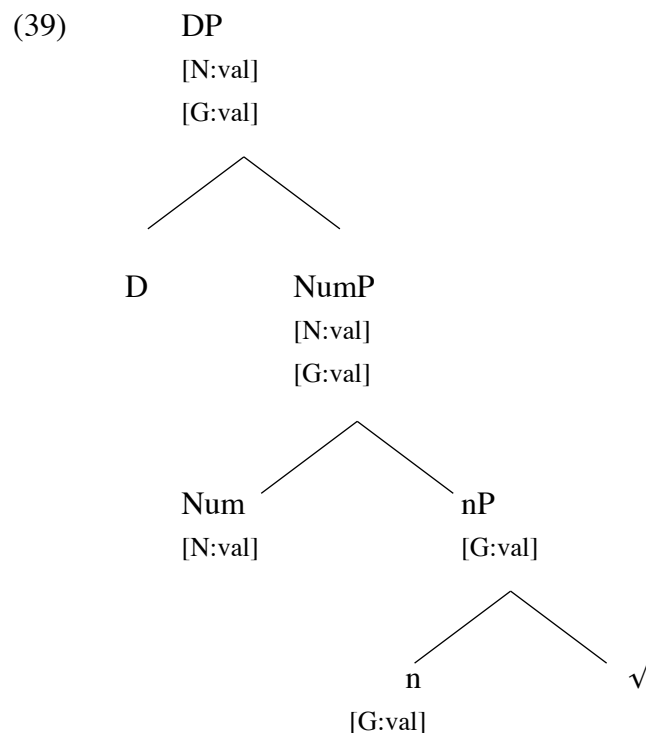 (39) DP
[N:val]
[G:val]
D NumP
[N:val]
[G:val]
Num nP
[N:val] [G:val]
n √
[G:val]